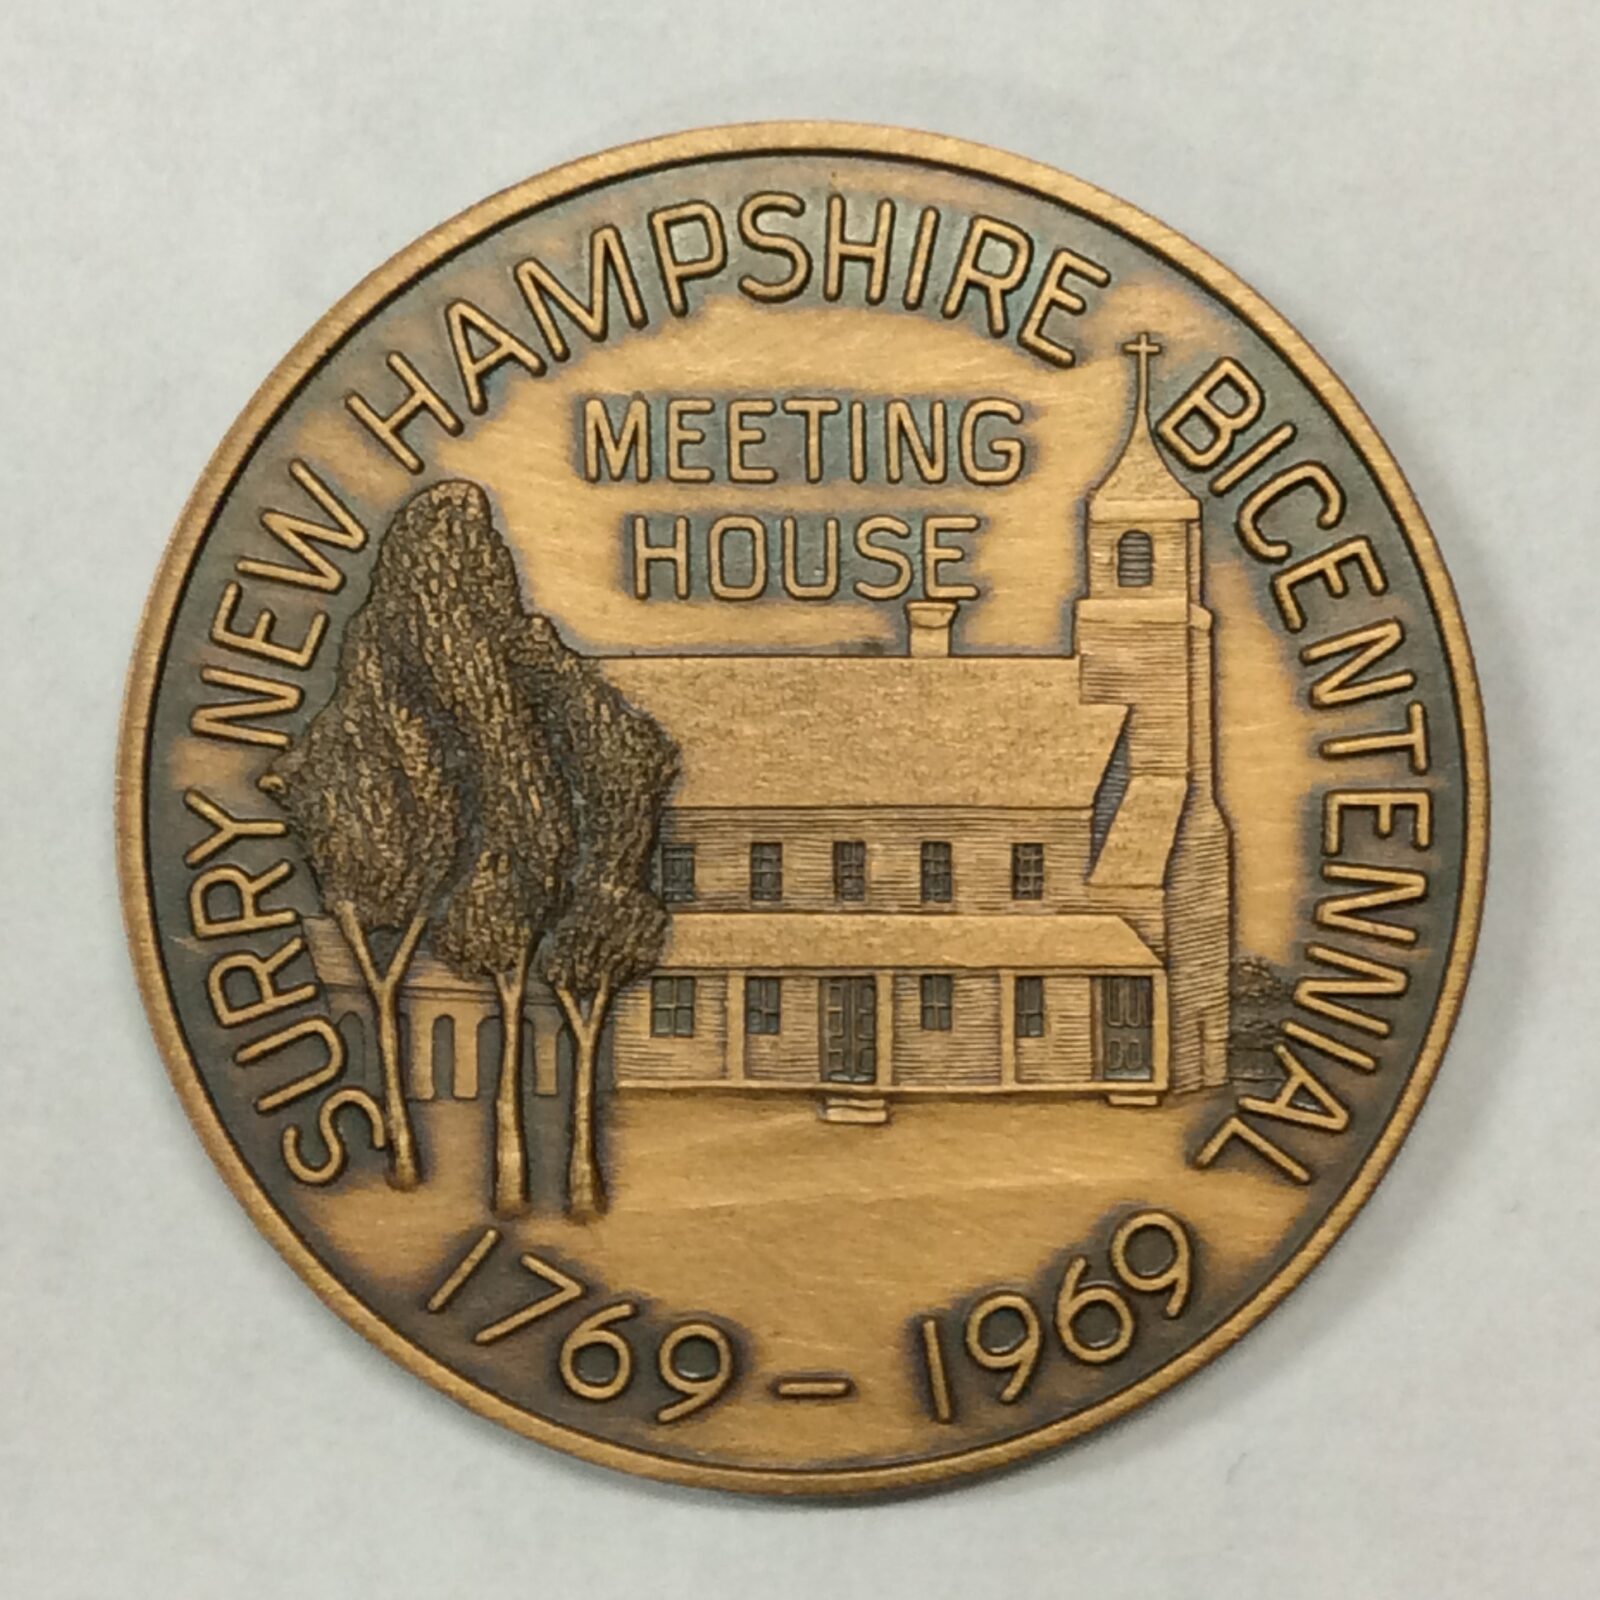 SURRY, NEW HAMPSHIRE BICENTENNIAL
MEETING
HOUSE
1769 – 1969